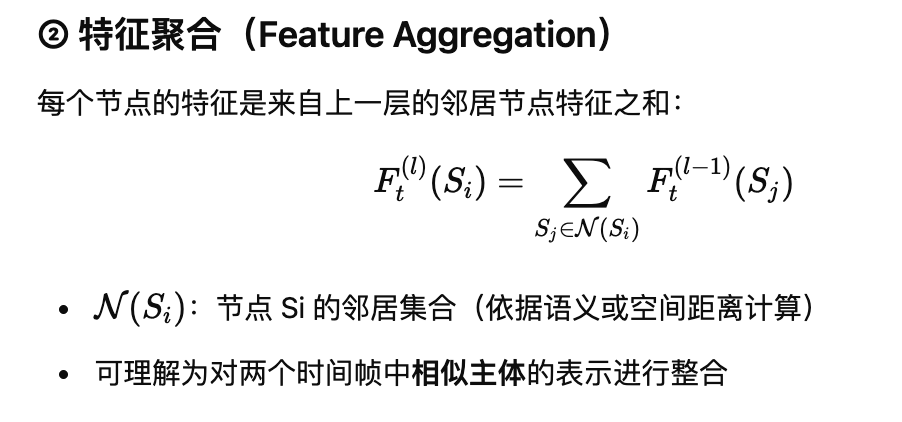 ② 特征聚合（Feature Aggregation）
每个节点的特征是来自上一层的邻居节点特征之和：
$F_t^{(l)}(S_i) = \sum_{S_j \in \mathcal{N}(S_i)} F_t^{(l-1)}(S_j)$
• $\mathcal{N}(S_i)$：节点 Si 的邻居集合（依据语义或空间距离计算）
• 可理解为对两个时间帧中相似主体的表示进行整合